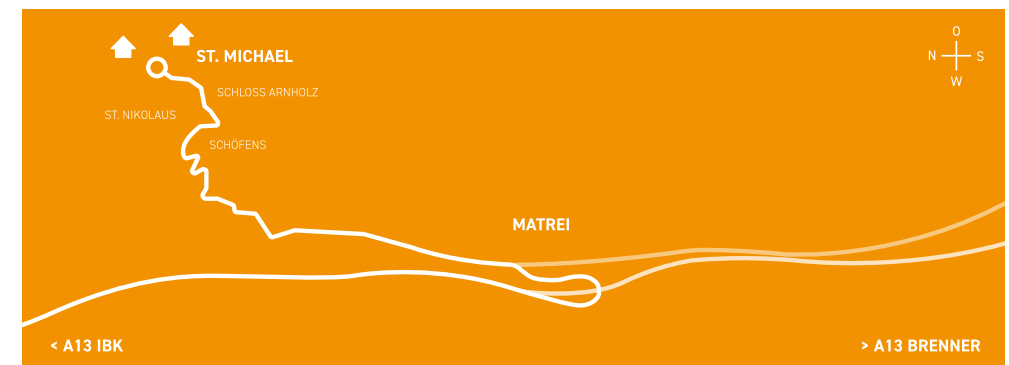 O
ST. MICHAEL
N
S
W
SCHLOSS ARNHOLZ
ST. NIKOLAUS
SCHÖFENS
MATREI
< A13 IBK
> A13 BRENNER